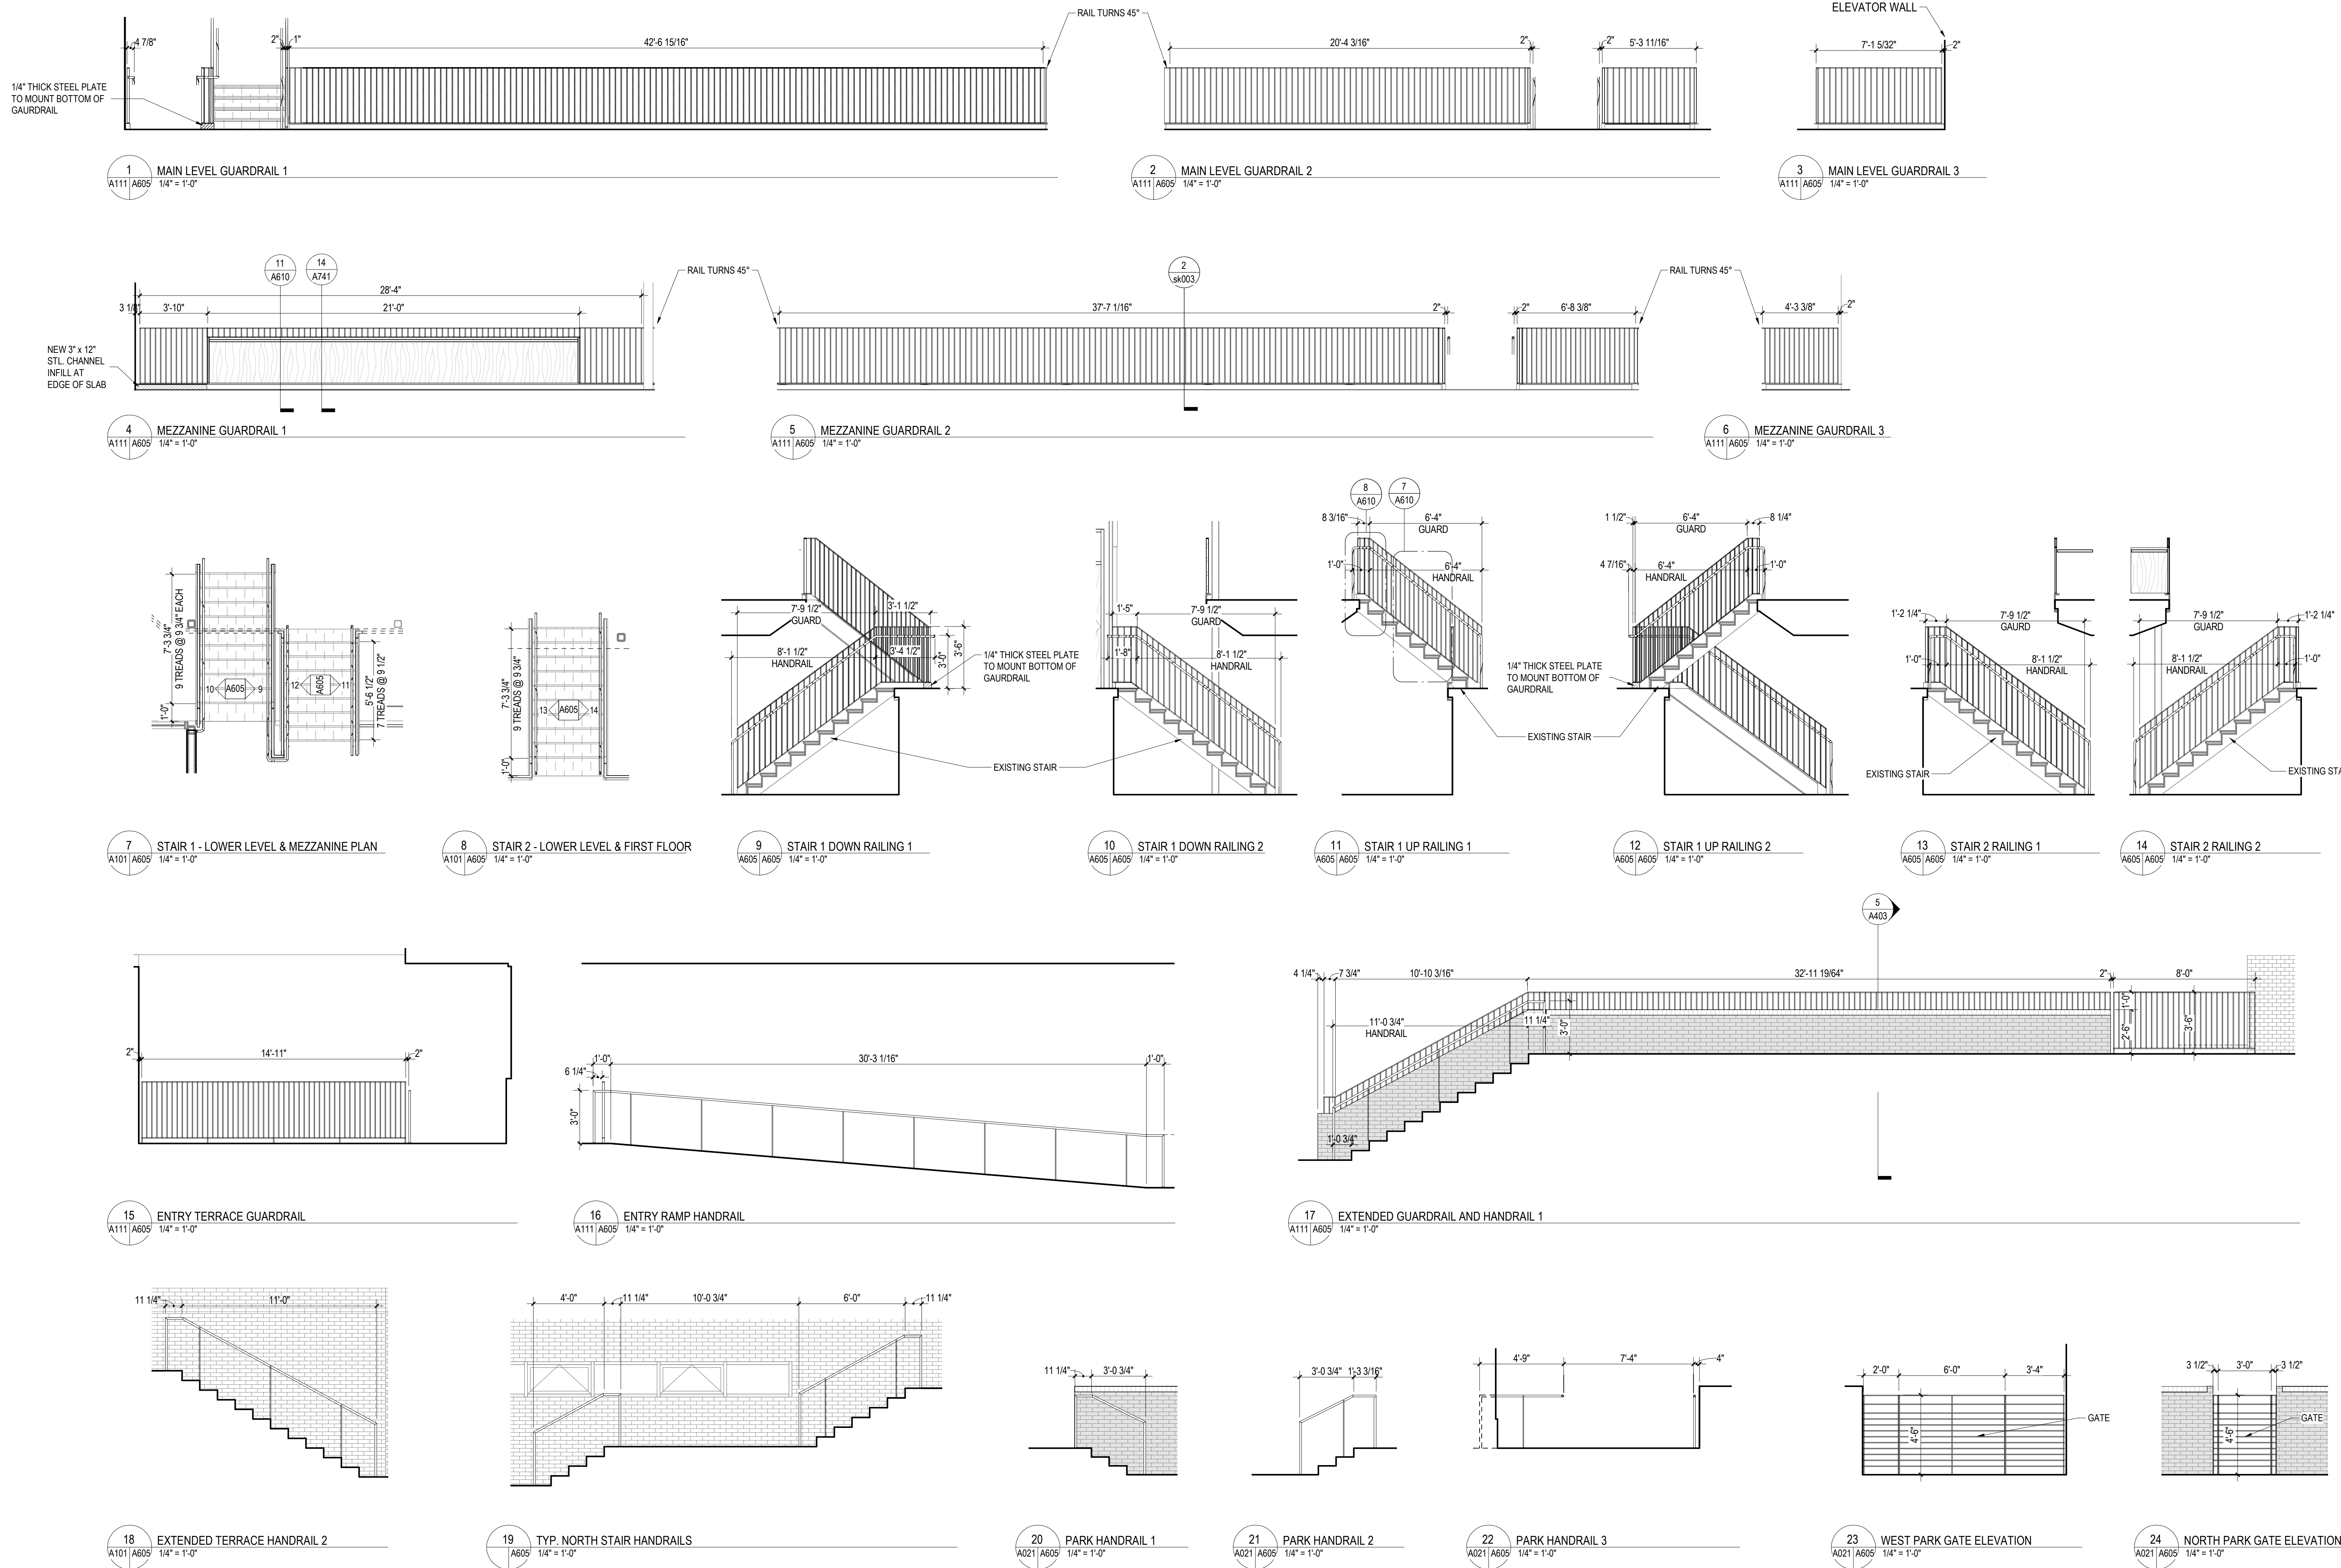 RAIL TURNS 45°
ELEVATOR WALL
4 7/8"
2"
1"
42'-6 15/16"
20'-4 3/16"
2"
2"
5'-3 11/16"
7'-1 5/32"
2"
1/4" THICK STEEL PLATE
TO MOUNT BOTTOM OF
GAURDRAIL
1
A111 A605
MAIN LEVEL GUARDRAIL 1
1/4" = 1'-0"
2
A111 A605
MAIN LEVEL GUARDRAIL 2
1/4" = 1'-0"
3
A111 A605
MAIN LEVEL GUARDRAIL 3
1/4" = 1'-0"
11
A610
14
A741
28'-4"
3 1/8"
3'-10"
21'-0"
RAIL TURNS 45°
2
sk003
37'-7 1/16"
2"
2"
6'-8 3/8"
RAIL TURNS 45°
4'-3 3/8"
2"
NEW 3" x 12"
STL. CHANNEL
INFILL AT
EDGE OF SLAB
4
A111 A605
MEZZANINE GUARDRAIL 1
1/4" = 1'-0"
5
A111 A605
MEZZANINE GUARDRAIL 2
1/4" = 1'-0"
6
A111 A605
MEZZANINE GAURDRAIL 3
1/4" = 1'-0"
7'-3 3/4"
9 TREADS @ 9 3/4" EACH
1'-0"
10 A605 9
12 A605 11
5'-6 1/2"
7 TREADS @ 9 1/2"
7'-3 3/4"
9 TREADS @ 9 3/4"
1'-0"
13 A605 14
7'-9 1/2"
GUARD
3'-1 1/2"
8'-1 1/2"
HANDRAIL
3'-4 1/2"
3'-0"
3'-6"
1/4" THICK STEEL PLATE
TO MOUNT BOTTOM OF
GAURDRAIL
1'-5"
7'-9 1/2"
GUARD
1'-8"
8'-1 1/2"
HANDRAIL
EXISTING STAIR
8
A610
7
A610
8 3/16"
6'-4"
GUARD
1'-0"
6'-4"
HANDRAIL
1 1/2"
6'-4"
GUARD
8 1/4"
4 7/16"
6'-4"
HANDRAIL
1'-0"
1/4" THICK STEEL PLATE
TO MOUNT BOTTOM OF
GAURDRAIL
EXISTING STAIR
1'-2 1/4"
7'-9 1/2"
GAURD
1'-0"
8'-1 1/2"
HANDRAIL
EXISTING STAIR
7'-9 1/2"
GUARD
1'-2 1/4"
8'-1 1/2"
HANDRAIL
1'-0"
EXISTING STA
7
A101 A605
STAIR 1 - LOWER LEVEL & MEZZANINE PLAN
1/4" = 1'-0"
8
A101 A605
STAIR 2 - LOWER LEVEL & FIRST FLOOR
1/4" = 1'-0"
9
A605 A605
STAIR 1 DOWN RAILING 1
1/4" = 1'-0"
10
A605 A605
STAIR 1 DOWN RAILING 2
1/4" = 1'-0"
11
A605 A605
STAIR 1 UP RAILING 1
1/4" = 1'-0"
12
A605 A605
STAIR 1 UP RAILING 2
1/4" = 1'-0"
13
A605 A605
STAIR 2 RAILING 1
1/4" = 1'-0"
14
A605 A605
STAIR 2 RAILING 2
1/4" = 1'-0"
2"
14'-11"
2"
1'-0"
30'-3 1/16"
1'-0"
6 1/4"
3'-0"
5
A403
4 1/4"
7 3/4"
10'-10 3/16"
32'-11 19/64"
2"
8'-0"
11'-0 3/4"
HANDRAIL
11 1/4"
3'-0"
1'-0"
2'-6"
3'-6"
1'-0 3/4"
15
A111 A605
ENTRY TERRACE GUARDRAIL
1/4" = 1'-0"
16
A111 A605
ENTRY RAMP HANDRAIL
1/4" = 1'-0"
17
A111 A605
EXTENDED GUARDRAIL AND HANDRAIL 1
1/4" = 1'-0"
11 1/4"
11'-0"
4'-0"
11 1/4"
10'-0 3/4"
6'-0"
11 1/4"
11 1/4"
3'-0 3/4"
3'-0 3/4"
1'-3 3/16"
4'-9"
7'-4"
4"
2'-0"
6'-0"
3'-4"
4'-6"
GATE
3 1/2"
3'-0"
3 1/2"
4'-6"
GATE
18
A101 A605
EXTENDED TERRACE HANDRAIL 2
1/4" = 1'-0"
19
A605
TYP. NORTH STAIR HANDRAILS
1/4" = 1'-0"
20
A021 A605
PARK HANDRAIL 1
1/4" = 1'-0"
21
A021 A605
PARK HANDRAIL 2
1/4" = 1'-0"
22
A021 A605
PARK HANDRAIL 3
1/4" = 1'-0"
23
A021 A605
WEST PARK GATE ELEVATION
1/4" = 1'-0"
24
A021 A605
NORTH PARK GATE ELEVATION
1/4" = 1'-0"